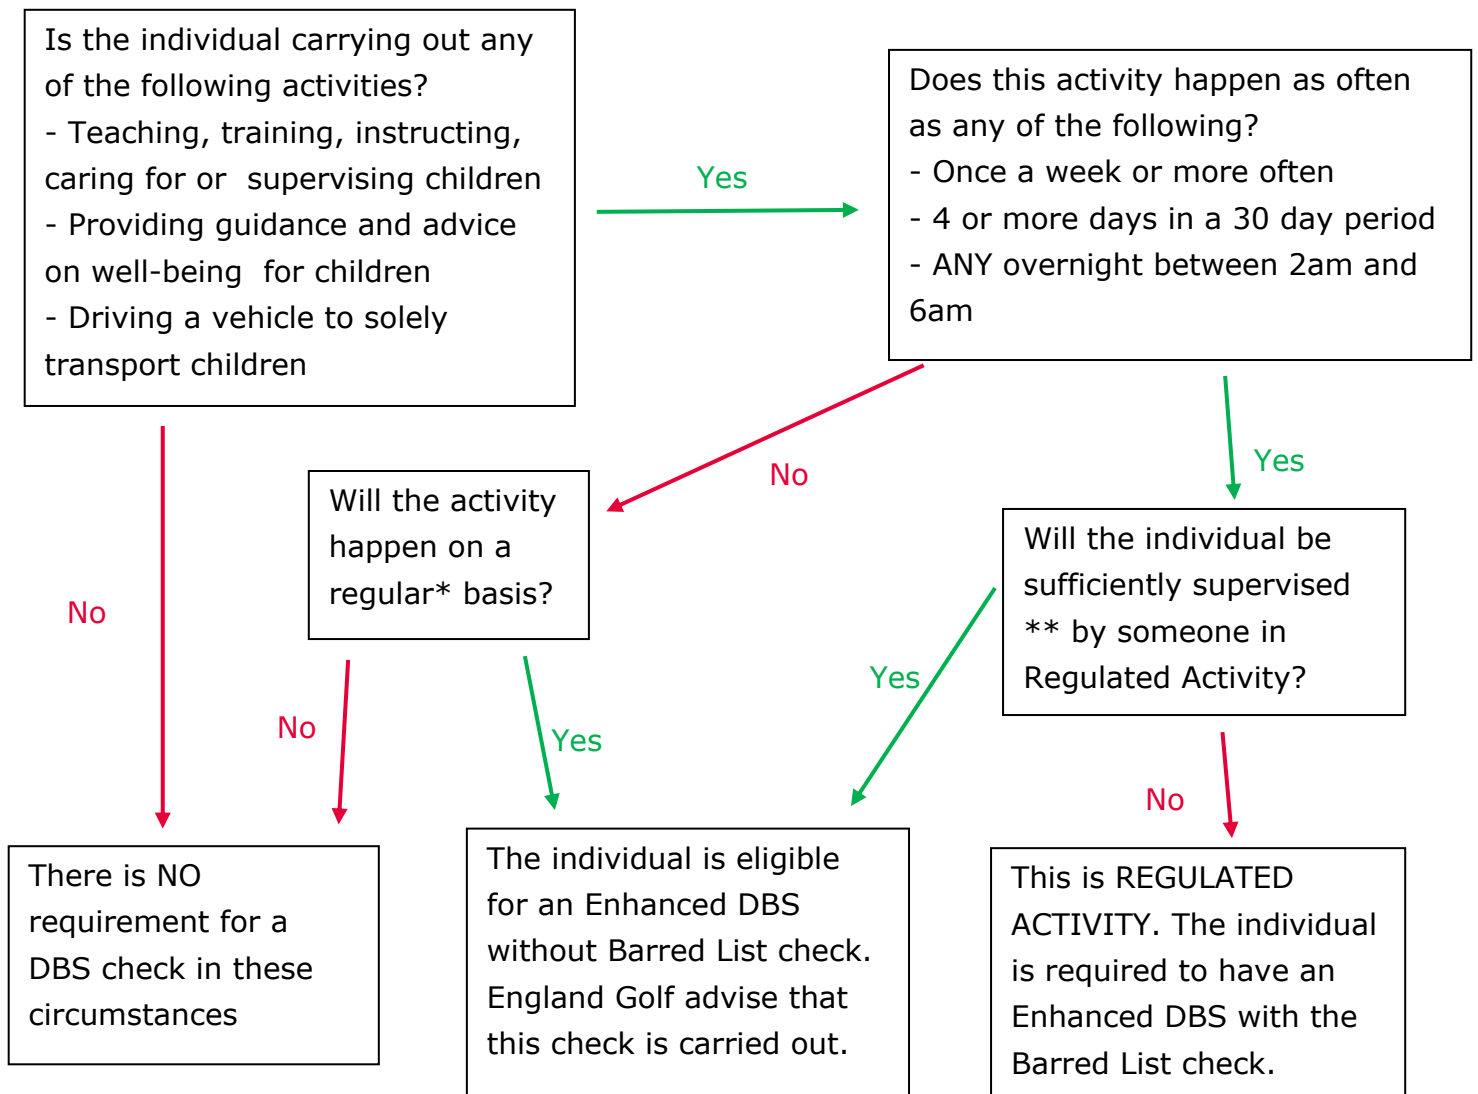 Is the individual carrying out any
of the following activities?
- Teaching, training, instructing,
caring for or  supervising children
- Providing guidance and advice
on well-being  for children
- Driving a vehicle to solely
transport children
Yes
Does this activity happen as often
as any of the following?
- Once a week or more often
- 4 or more days in a 30 day period
- ANY overnight between 2am and
6am
No
Yes
No
Will the activity
happen on a
regular* basis?
Will the individual be
sufficiently supervised
** by someone in
Regulated Activity?
No
Yes
Yes
No
There is NO
requirement for a
DBS check in these
circumstances
The individual is eligible
for an Enhanced DBS
without Barred List check.
England Golf advise that
this check is carried out.
This is REGULATED
ACTIVITY. The individual
is required to have an
Enhanced DBS with the
Barred List check.